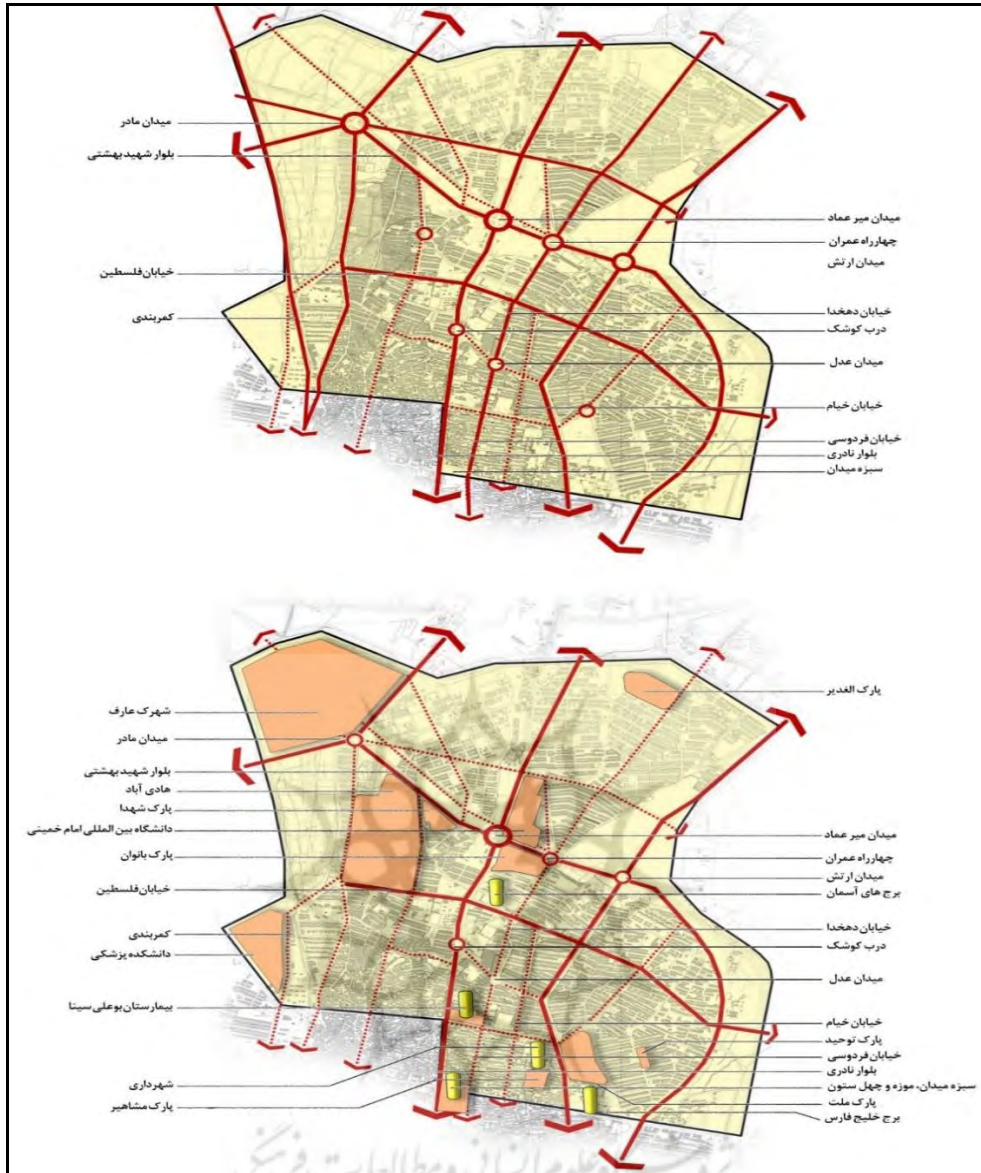 میدان مادر
بلوار شهید بهشتی
میدان میر عماد
چهارراه عمران
میدان ارتش
خیابان فلسطین
خیابان دهخدا
کمربندی
درب کوشک
میدان عدل
خیابان خیام
خیابان فردوسی
بلوار نادری
سبزه میدان
پارک الغدیر
شهرک عارف
میدان مادر
بلوار شهید بهشتی
هادی آباد
پارک شهدا
دانشگاه بین المللی امام خمینی
میدان میر عماد
پارک بانوان
چهارراه عمران
میدان ارتش
خیابان فلسطین
برج های آسمان
خیابان دهخدا
کمربندی
درب کوشک
دانشکده پزشکی
میدان عدل
بیمارستان بوعلی سینا
خیابان خیام
پارک توحید
خیابان فردوسی
بلوار نادری
شهرداری
سبزه میدان، موزه و چهل ستون
پارک ملت
پارک مشاهیر
برج خلیج فارس